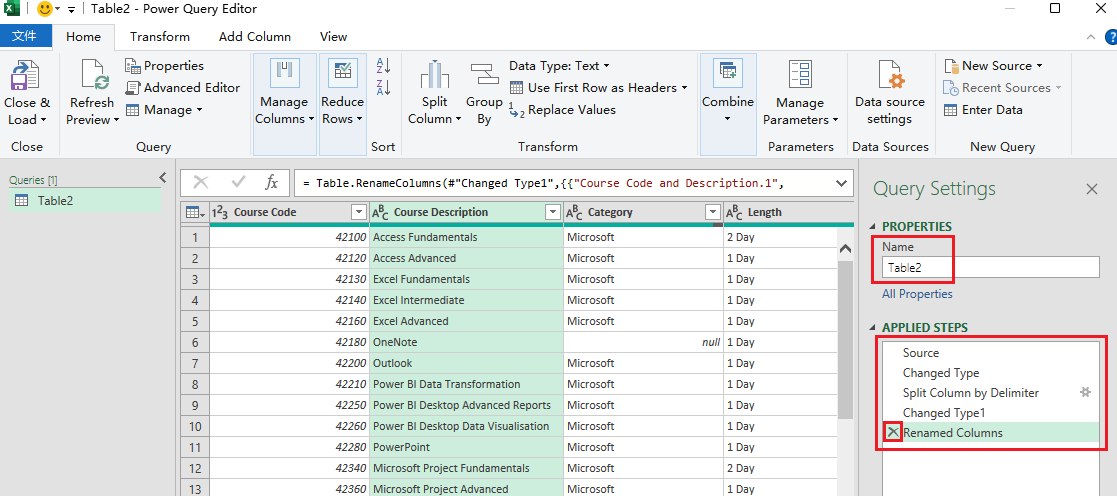 Table2 - Power Query Editor
文件 Home Transform Add Column View
Close & Load
Refresh Preview
Properties
Advanced Editor
Manage
Manage Columns
Reduce Rows
A Z
Z A
Split Column
Group By
Data Type: Text
Use First Row as Headers
1 2 Replace Values
Combine
Manage Parameters
Data source settings
New Source
Recent Sources
Enter Data
Close Query Sort Transform Parameters Data Sources New Query
Queries [1]
Table2
fx = Table.RenameColumns(#"Changed Type1",{{"Course Code and Description.1",
123 Course Code ABC Course Description ABC Category ABC Length
1 42100 Access Fundamentals Microsoft 2 Day
2 42120 Access Advanced Microsoft 1 Day
3 42130 Excel Fundamentals Microsoft 1 Day
4 42140 Excel Intermediate Microsoft 1 Day
5 42160 Excel Advanced Microsoft 1 Day
6 42180 OneNote null 1 Day
7 42200 Outlook Microsoft 1 Day
8 42210 Power BI Data Transformation Microsoft 1 Day
9 42250 Power BI Desktop Advanced Reports Microsoft 1 Day
10 42260 Power BI Desktop Data Visualisation Microsoft 1 Day
11 42280 PowerPoint Microsoft 1 Day
12 42340 Microsoft Project Fundamentals Microsoft 2 Day
13 42360 Microsoft Project Advanced Microsoft 1 Day
Query Settings
PROPERTIES
Name
Table2
All Properties
APPLIED STEPS
Source
Changed Type
Split Column by Delimiter
Changed Type1
Renamed Columns